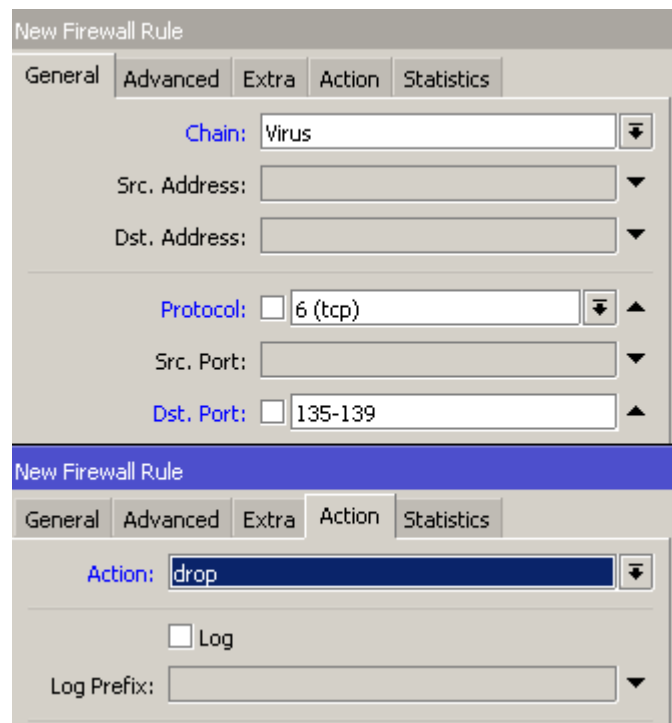 New Firewall Rule
General Advanced Extra Action Statistics
Chain: Virus
Src. Address:
Dst. Address:
Protocol: 6 (tcp)
Src. Port:
Dst. Port: 135-139
New Firewall Rule
General Advanced Extra Action Statistics
Action: drop
Log
Log Prefix: